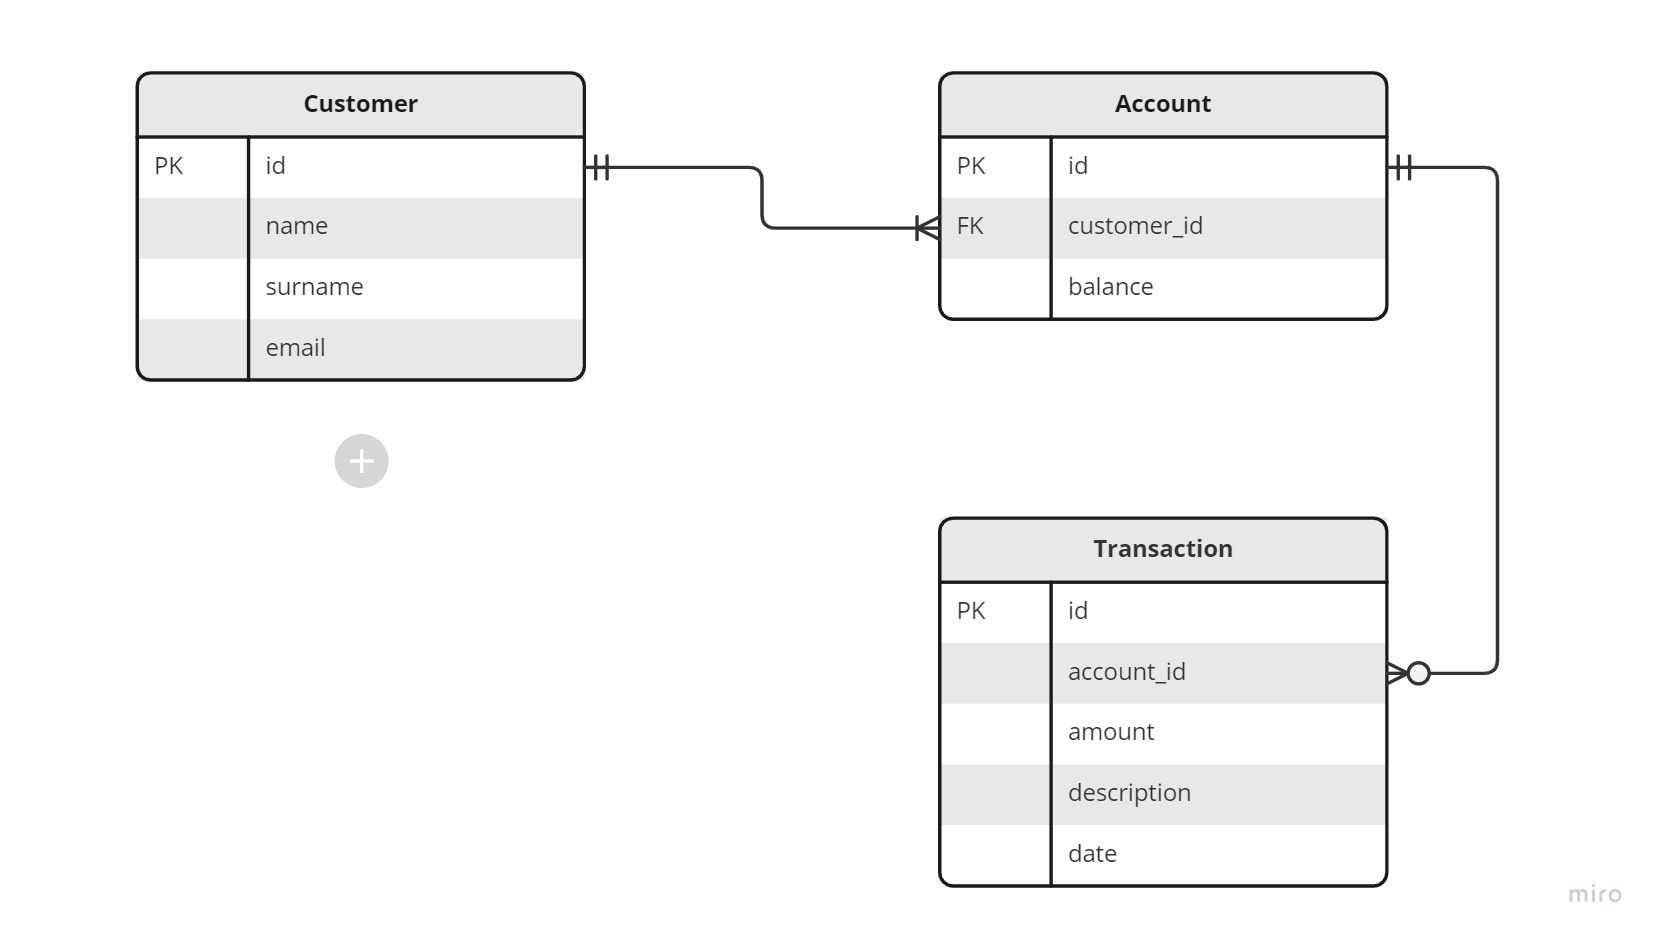 Customer
PK id
name
surname
email
Account
PK id
FK customer_id
balance
Transaction
PK id
account_id
amount
description
date
miro